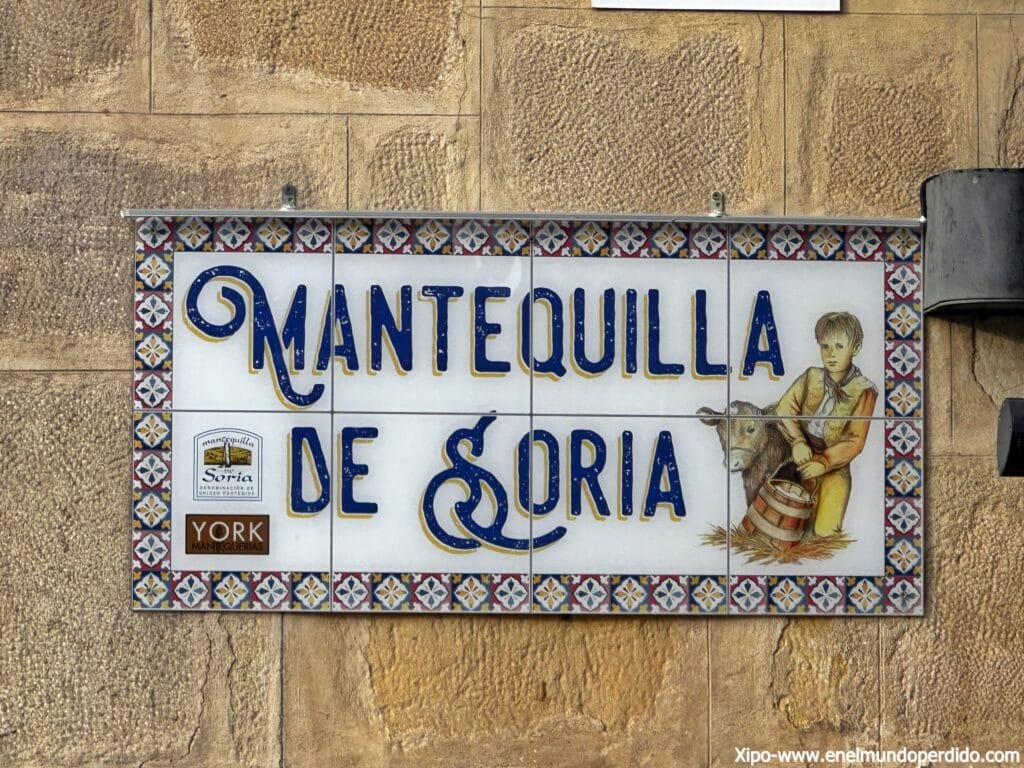 MANTEQUILLA
DE SORIA
mantequilla
DE
Soria
DENOMINACIÓN DE
ORIGEN PROTEGIDA
YORK
MANTEQUERÍAS
Xipo-www.enelmundoperdido.com